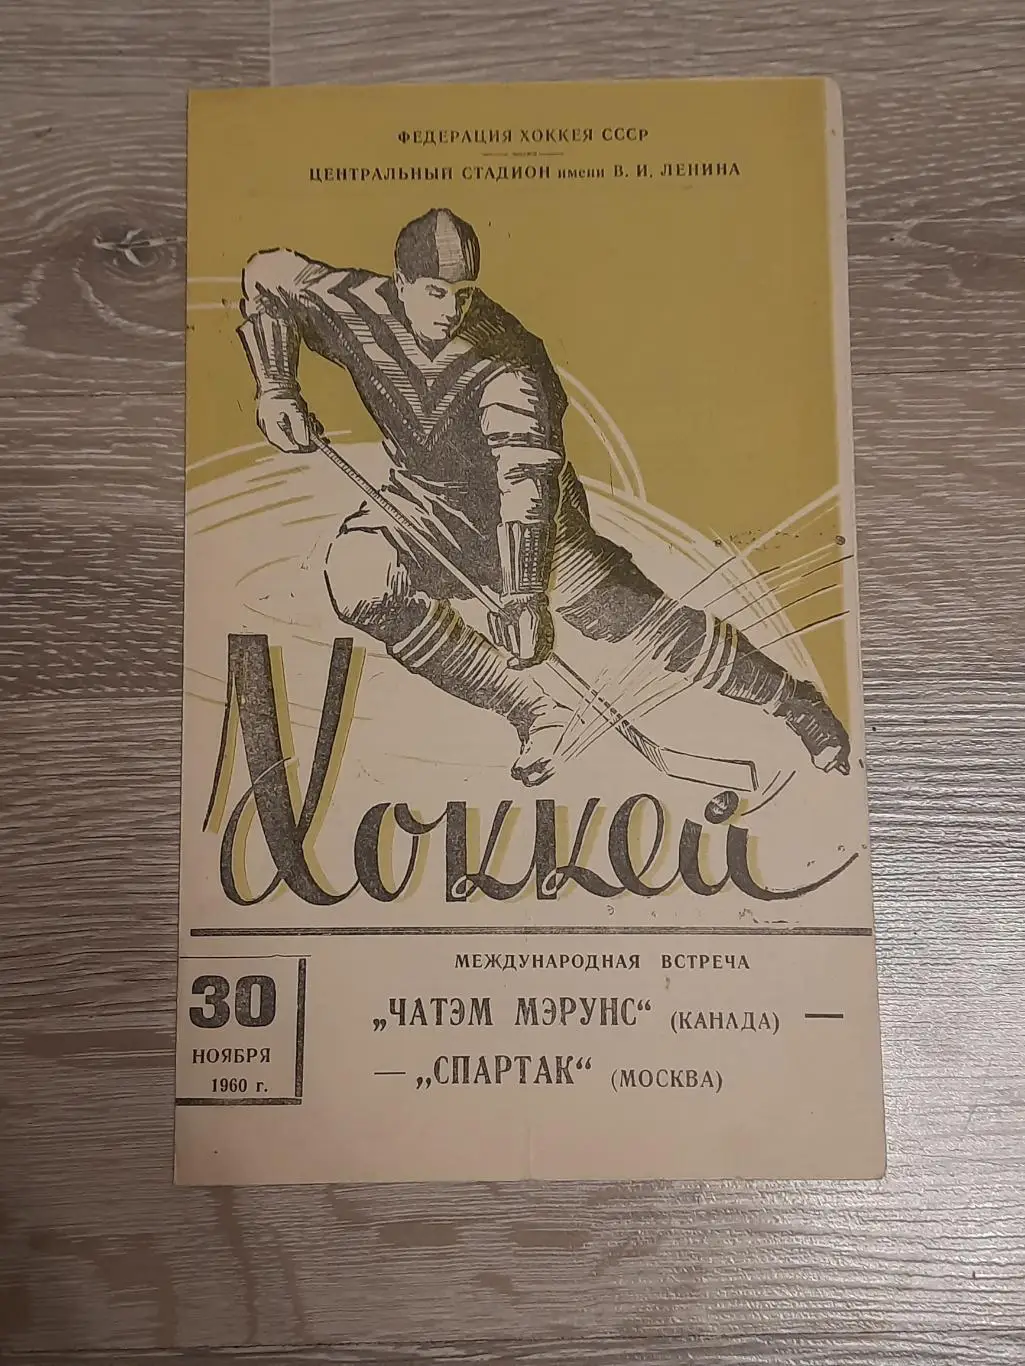 ФЕДЕРАЦИЯ ХОККЕЯ СССР
ЦЕНТРАЛЬНЫЙ СТАДИОН имени В. И. ЛЕНИНА
Хоккей
30
НОЯБРЯ
1960 г.
МЕЖДУНАРОДНАЯ ВСТРЕЧА
„ЧАТЭМ МЭРУНС“ (КАНАДА) —
— „СПАРТАК“ (МОСКВА)